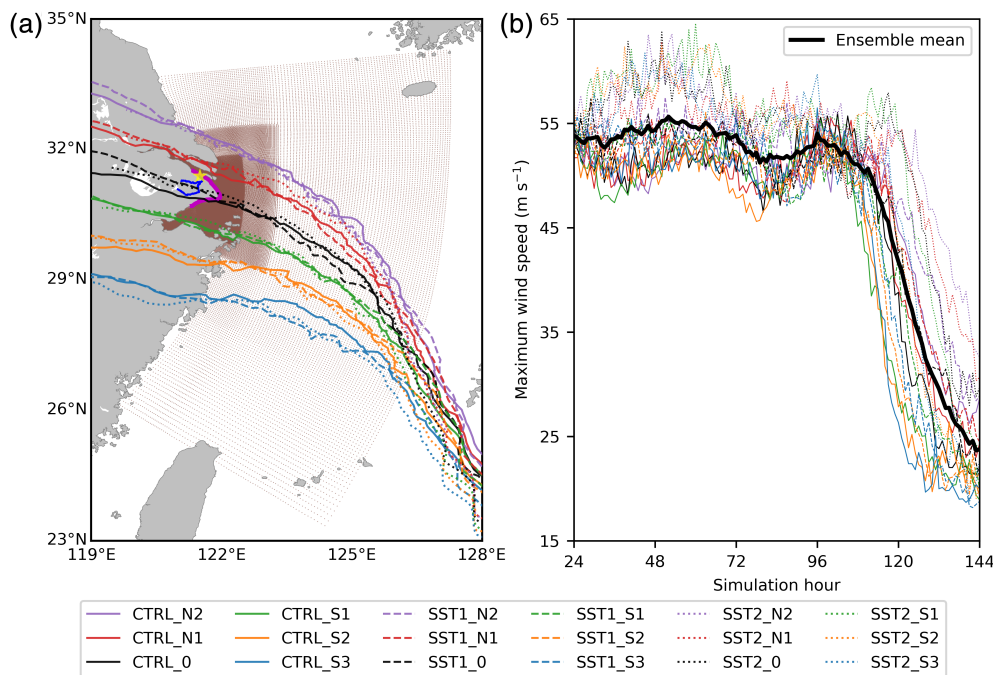 (a)
35°N
32°N
29°N
26°N
23°N
119°E 122°E 125°E 128°E
(b)
65
55
45
35
25
15
Maximum wind speed (m s⁻¹)
Ensemble mean
24 48 72 96 120 144
Simulation hour
CTRL_N2 CTRL_S1 SST1_N2 SST1_S1 SST2_N2 SST2_S1
CTRL_N1 CTRL_S2 SST1_N1 SST1_S2 SST2_N1 SST2_S2
CTRL_0 CTRL_S3 SST1_0 SST1_S3 SST2_0 SST2_S3